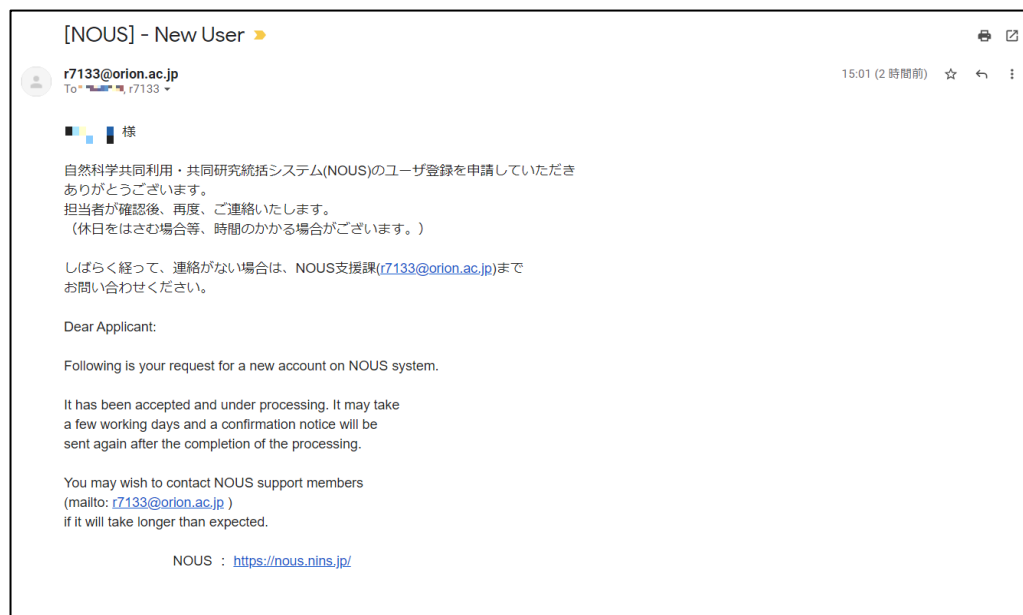 [NOUS] - New User
r7133@orion.ac.jp
15:01 (2 時間前)
To , r7133
様
自然科学共同利用・共同研究統括システム(NOUS)のユーザ登録を申請していただき
ありがとうございます。
担当者が確認後、再度、ご連絡いたします。
（休日をはさむ場合等、時間のかかる場合がございます。）
しばらく経って、連絡がない場合は、NOUS支援課(r7133@orion.ac.jp)まで
お問い合わせください。
Dear Applicant:
Following is your request for a new account on NOUS system.
It has been accepted and under processing. It may take
a few working days and a confirmation notice will be
sent again after the completion of the processing.
You may wish to contact NOUS support members
(mailto: r7133@orion.ac.jp )
if it will take longer than expected.
NOUS : https://nous.nins.jp/